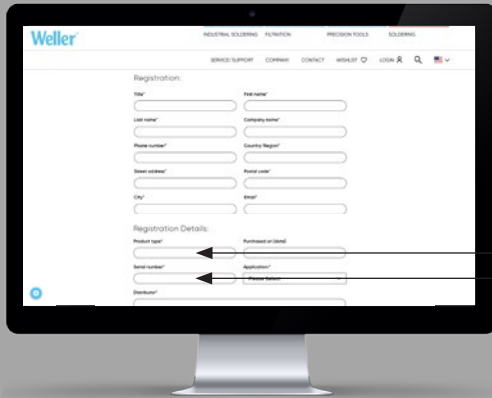 Weller
INDUSTRIAL SOLDERING FILTRATION PRECISION TOOLS SOLDERING
SERVICE/ SUPPORT COMPANY CONTACT WISHLIST LOGIN
Registration:
Title* First name*
Last name* Company name*
Phone number* Country/ Region*
Street address* Postal code*
City* Email*
Registration Details:
Product type* Purchased on (date)
Serial number* Application:*
Please Select
Distributor*